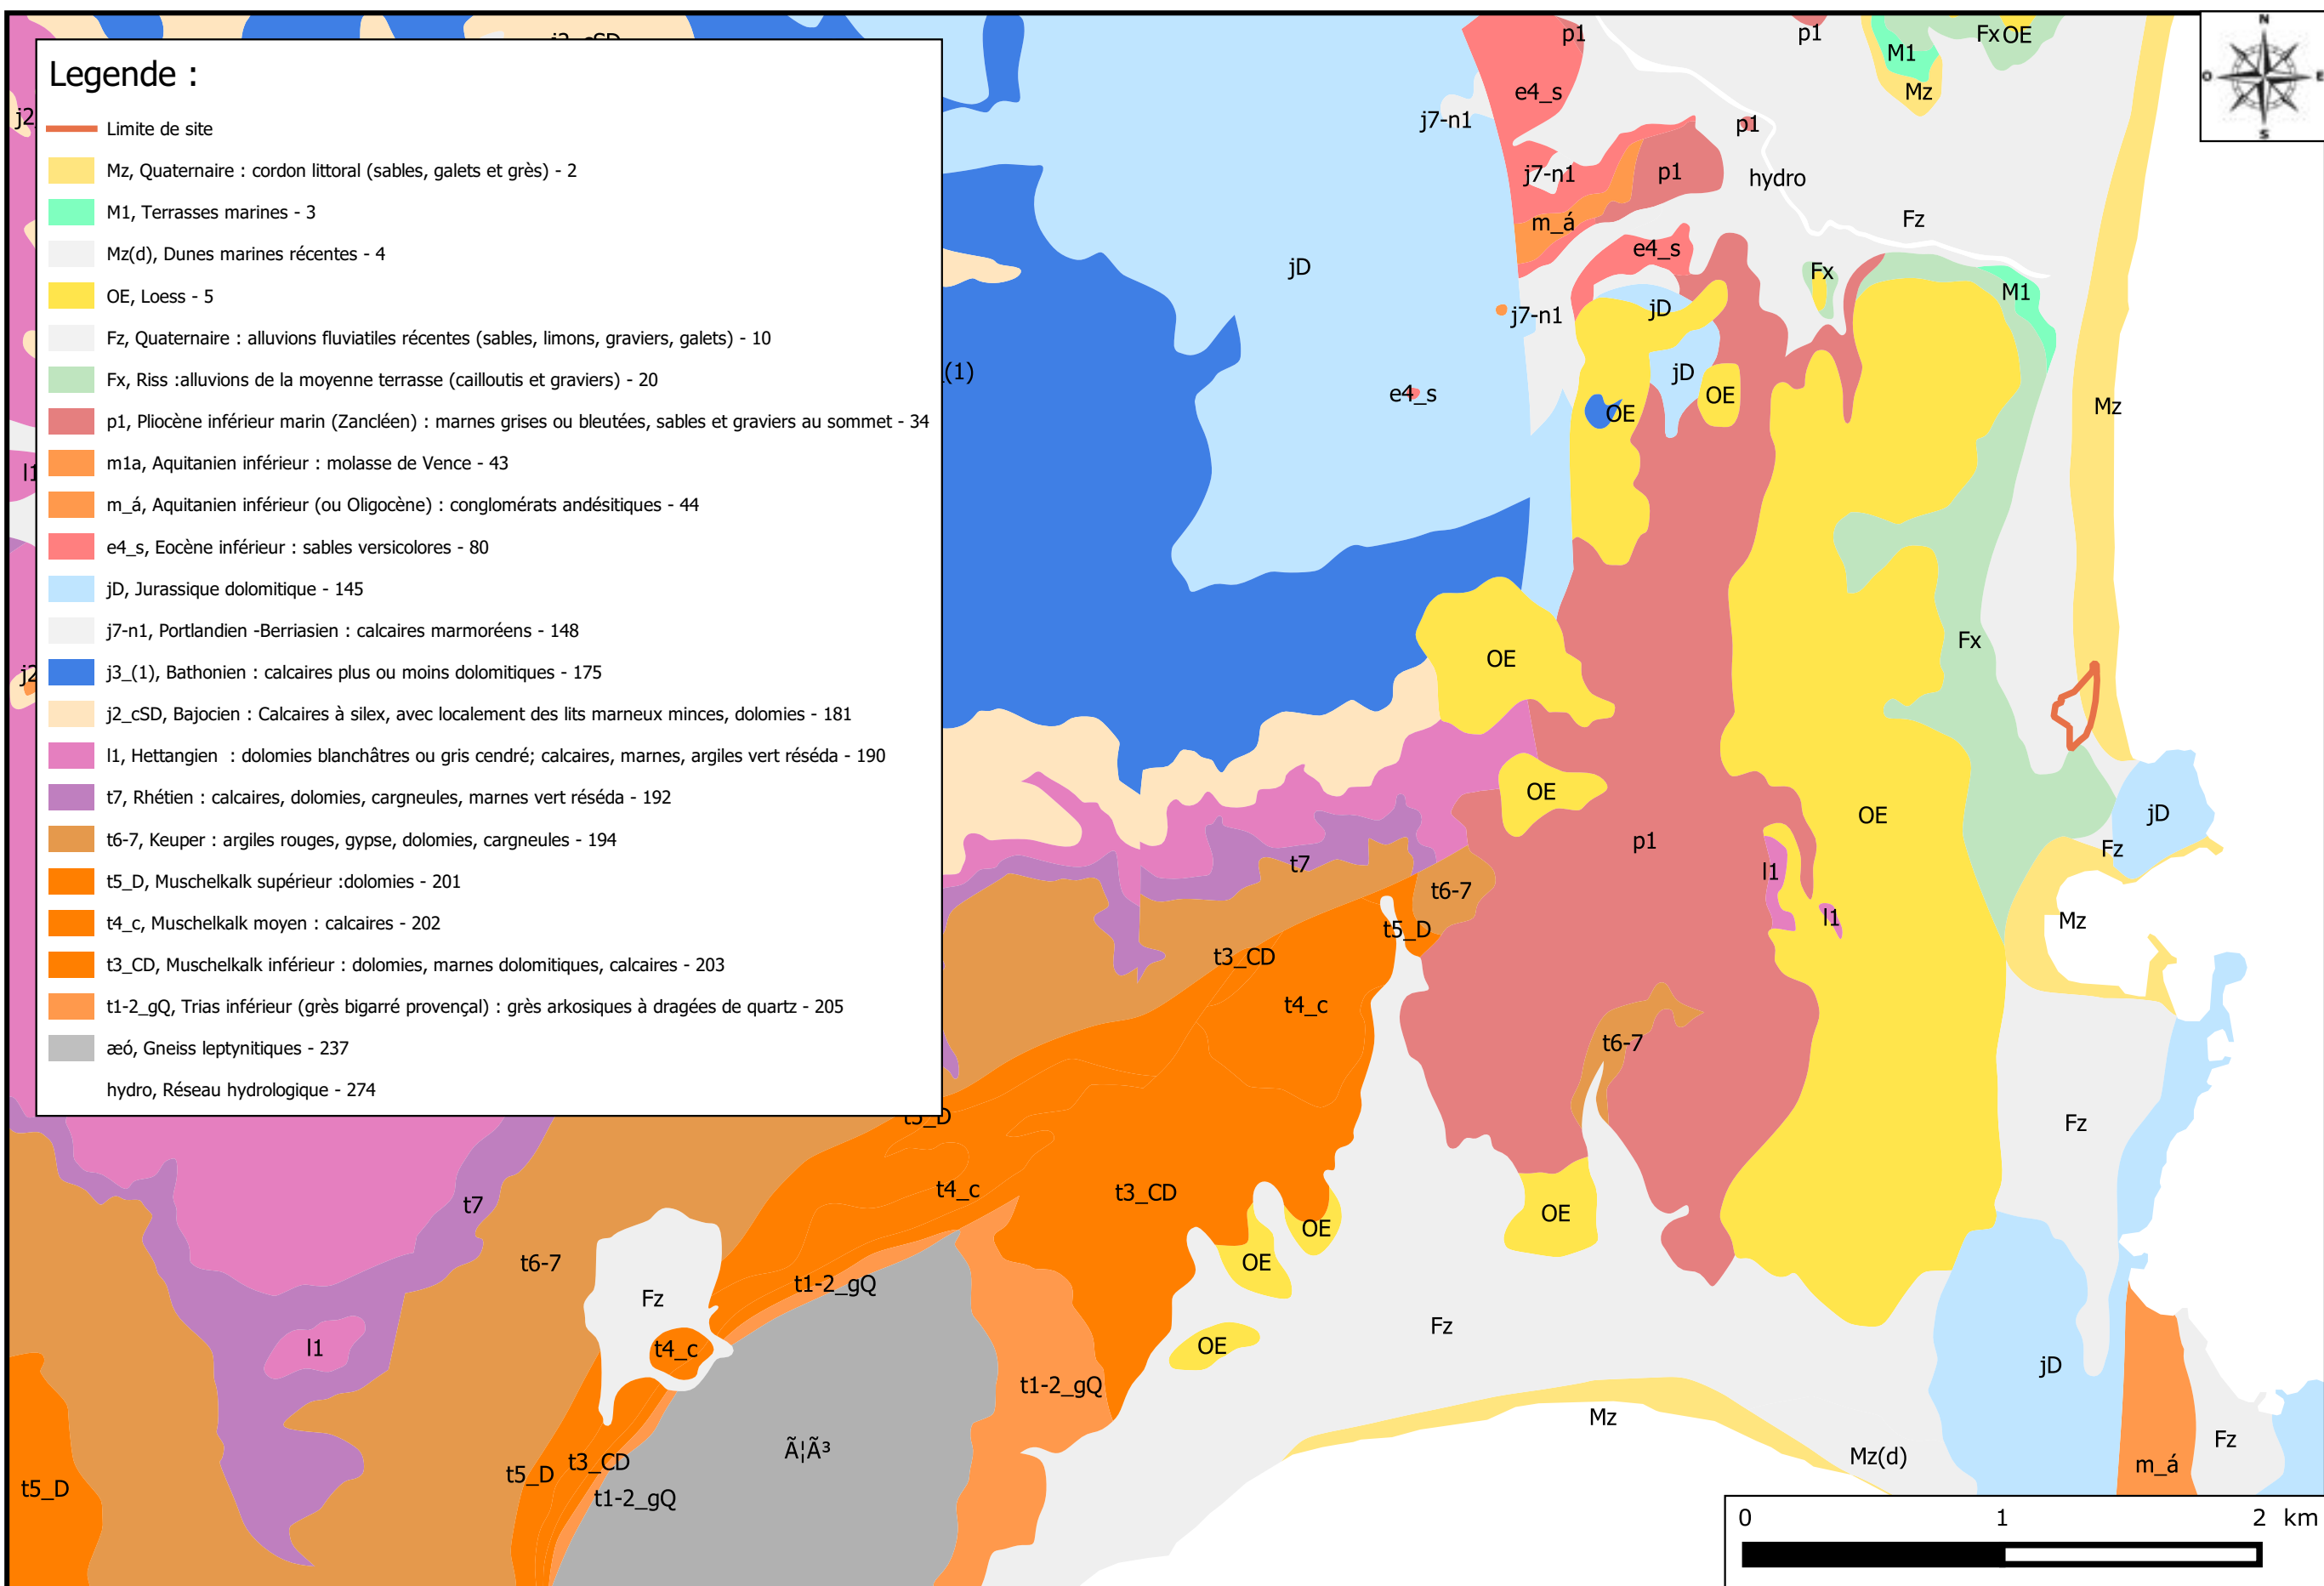 Legende :
Limite de site
Mz, Quaternaire : cordon littoral (sables, galets et grès) - 2
M1, Terrasses marines - 3
Mz(d), Dunes marines récentes - 4
OE, Loess - 5
Fz, Quaternaire : alluvions fluviatiles récentes (sables, limons, graviers, galets) - 10
Fx, Riss :alluvions de la moyenne terrasse (cailloutis et graviers) - 20
p1, Pliocène inférieur marin (Zancléen) : marnes grises ou bleutées, sables et graviers au sommet - 34
m1a, Aquitanien inférieur : molasse de Vence - 43
m_á, Aquitanien inférieur (ou Oligocène) : conglomérats andésitiques - 44
e4_s, Eocène inférieur : sables versicolores - 80
jD, Jurassique dolomitique - 145
j7-n1, Portlandien -Berriasien : calcaires marmoréens - 148
j3_(1), Bathonien : calcaires plus ou moins dolomitiques - 175
j2_cSD, Bajocien : Calcaires à silex, avec localement des lits marneux minces, dolomies - 181
l1, Hettangien  : dolomies blanchâtres ou gris cendré; calcaires, marnes, argiles vert réséda - 190
t7, Rhétien : calcaires, dolomies, cargneules, marnes vert réséda - 192
t6-7, Keuper : argiles rouges, gypse, dolomies, cargneules - 194
t5_D, Muschelkalk supérieur :dolomies - 201
t4_c, Muschelkalk moyen : calcaires - 202
t3_CD, Muschelkalk inférieur : dolomies, marnes dolomitiques, calcaires - 203
t1-2_gQ, Trias inférieur (grès bigarré provençal) : grès arkosiques à dragées de quartz - 205
æó, Gneiss leptynitiques - 237
hydro, Réseau hydrologique - 274
p1
p1
M1
Fx
OE
N
O
E
S
e4_s
Mz
j2
j7-n1
p1
j7-n1
p1
hydro
m_á
Fz
e4_s
jD
Fx
M1
j7-n1
jD
(1)
jD
e4_s
OE
OE
Mz
l1
Fx
OE
j2
OE
jD
OE
p1
Fz
t7
l1
t6-7
l1
Mz
t5_D
t3_CD
t4_c
t6-7
t5_D
Fz
t4_c
t3_CD
t7
OE
OE
t6-7
OE
t1-2_gQ
Fz
Fz
OE
l1
t4_c
jD
t1-2_gQ
Mz
Fz
Ã¦Ã³
Mz(d)
t3_CD
m_á
t5_D
t5_D
t1-2_gQ
0 1 2 km